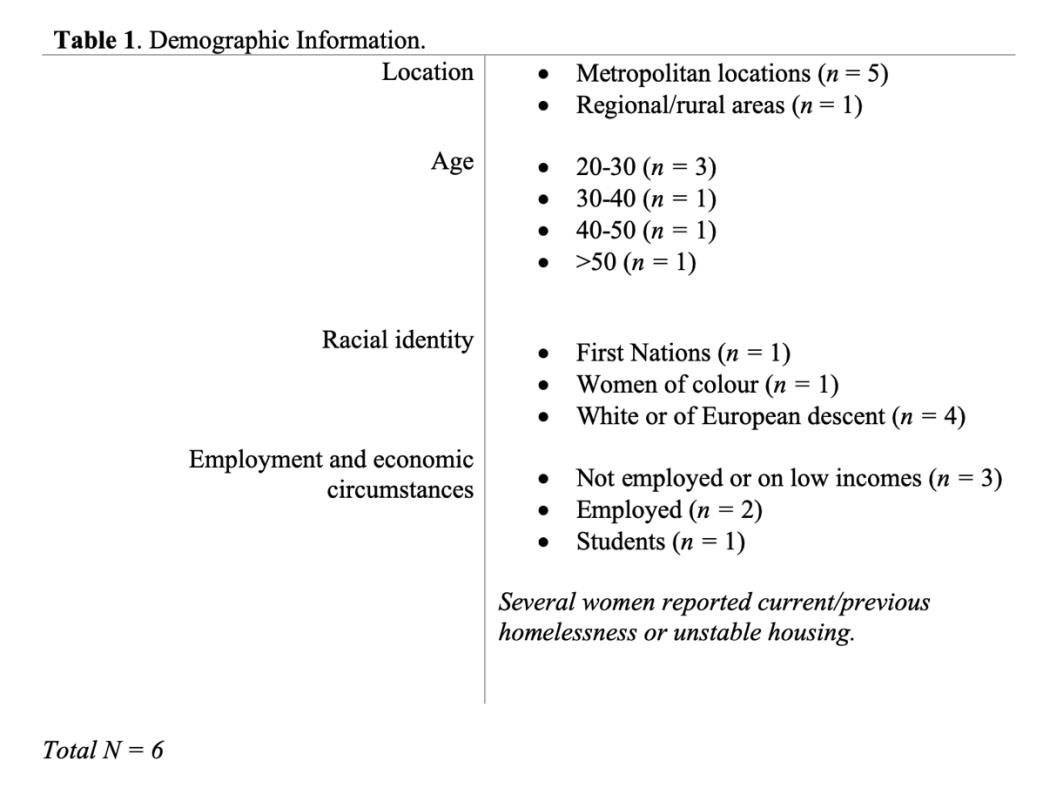 Table 1. Demographic Information.
Location
• Metropolitan locations (n = 5)
• Regional/rural areas (n = 1)
Age
• 20-30 (n = 3)
• 30-40 (n = 1)
• 40-50 (n = 1)
• >50 (n = 1)
Racial identity
• First Nations (n = 1)
• Women of colour (n = 1)
• White or of European descent (n = 4)
Employment and economic
circumstances
• Not employed or on low incomes (n = 3)
• Employed (n = 2)
• Students (n = 1)
Several women reported current/previous
homelessness or unstable housing.
Total N = 6